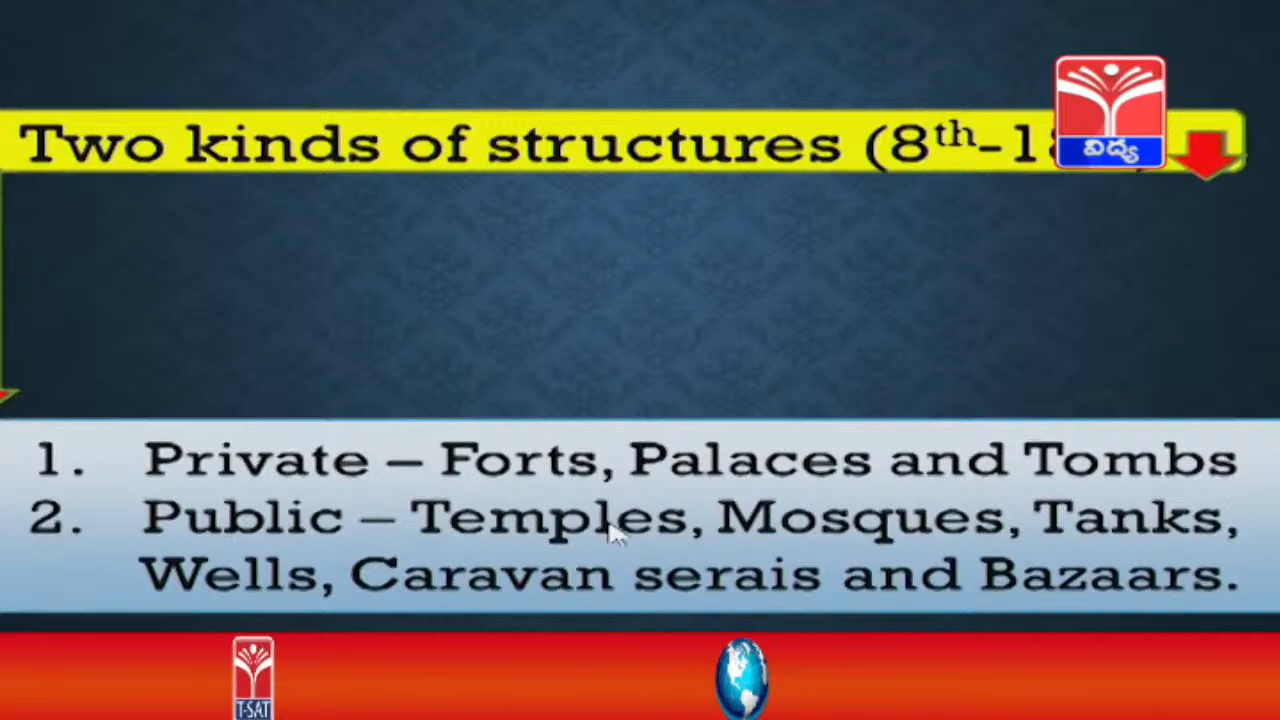 Two kinds of structures (8th-18
విద్య
1. Private – Forts, Palaces and Tombs
2. Public – Temples, Mosques, Tanks,
Wells, Caravan serais and Bazaars.
T-SAT